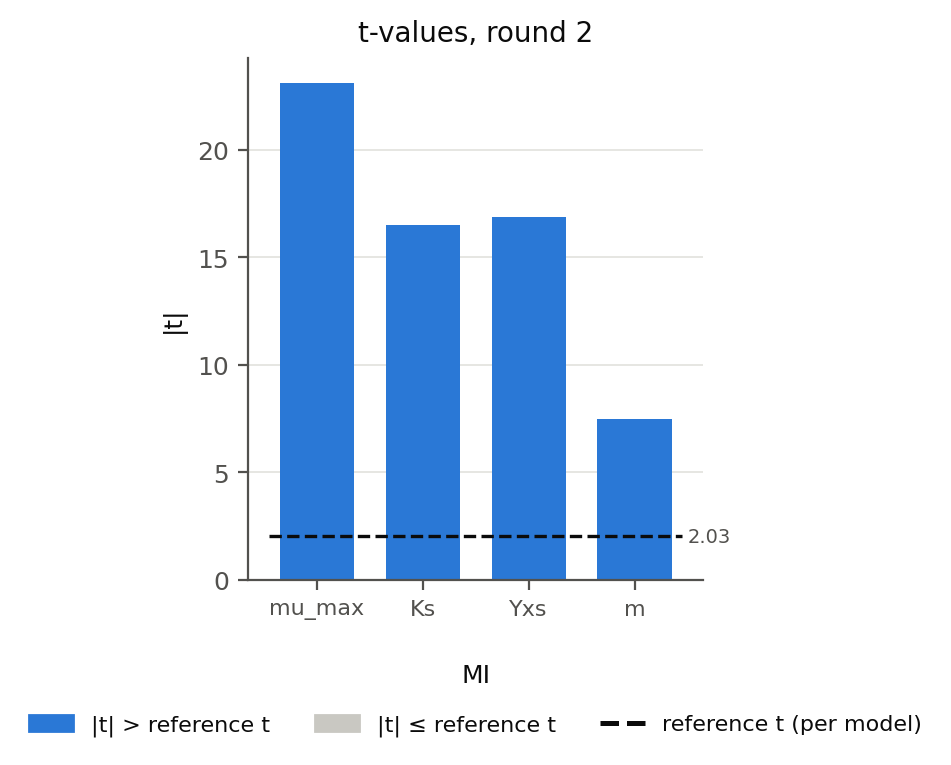 t-values, round 2
|t|
20
15
10
5
0
2.03
mu_max Ks Yxs m
MI
|t| > reference t |t| ≤ reference t reference t (per model)